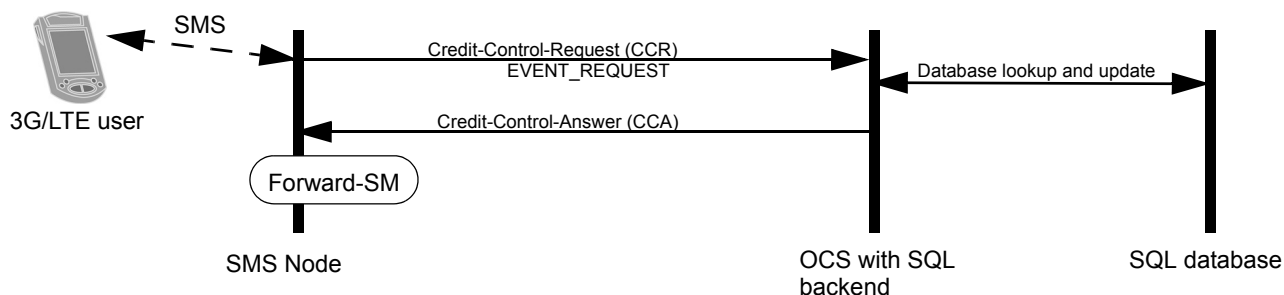 SMS
Credit-Control-Request (CCR)
EVENT_REQUEST
Database lookup and update
3G/LTE user
Credit-Control-Answer (CCA)
Forward-SM
SMS Node
OCS with SQL
backend
SQL database